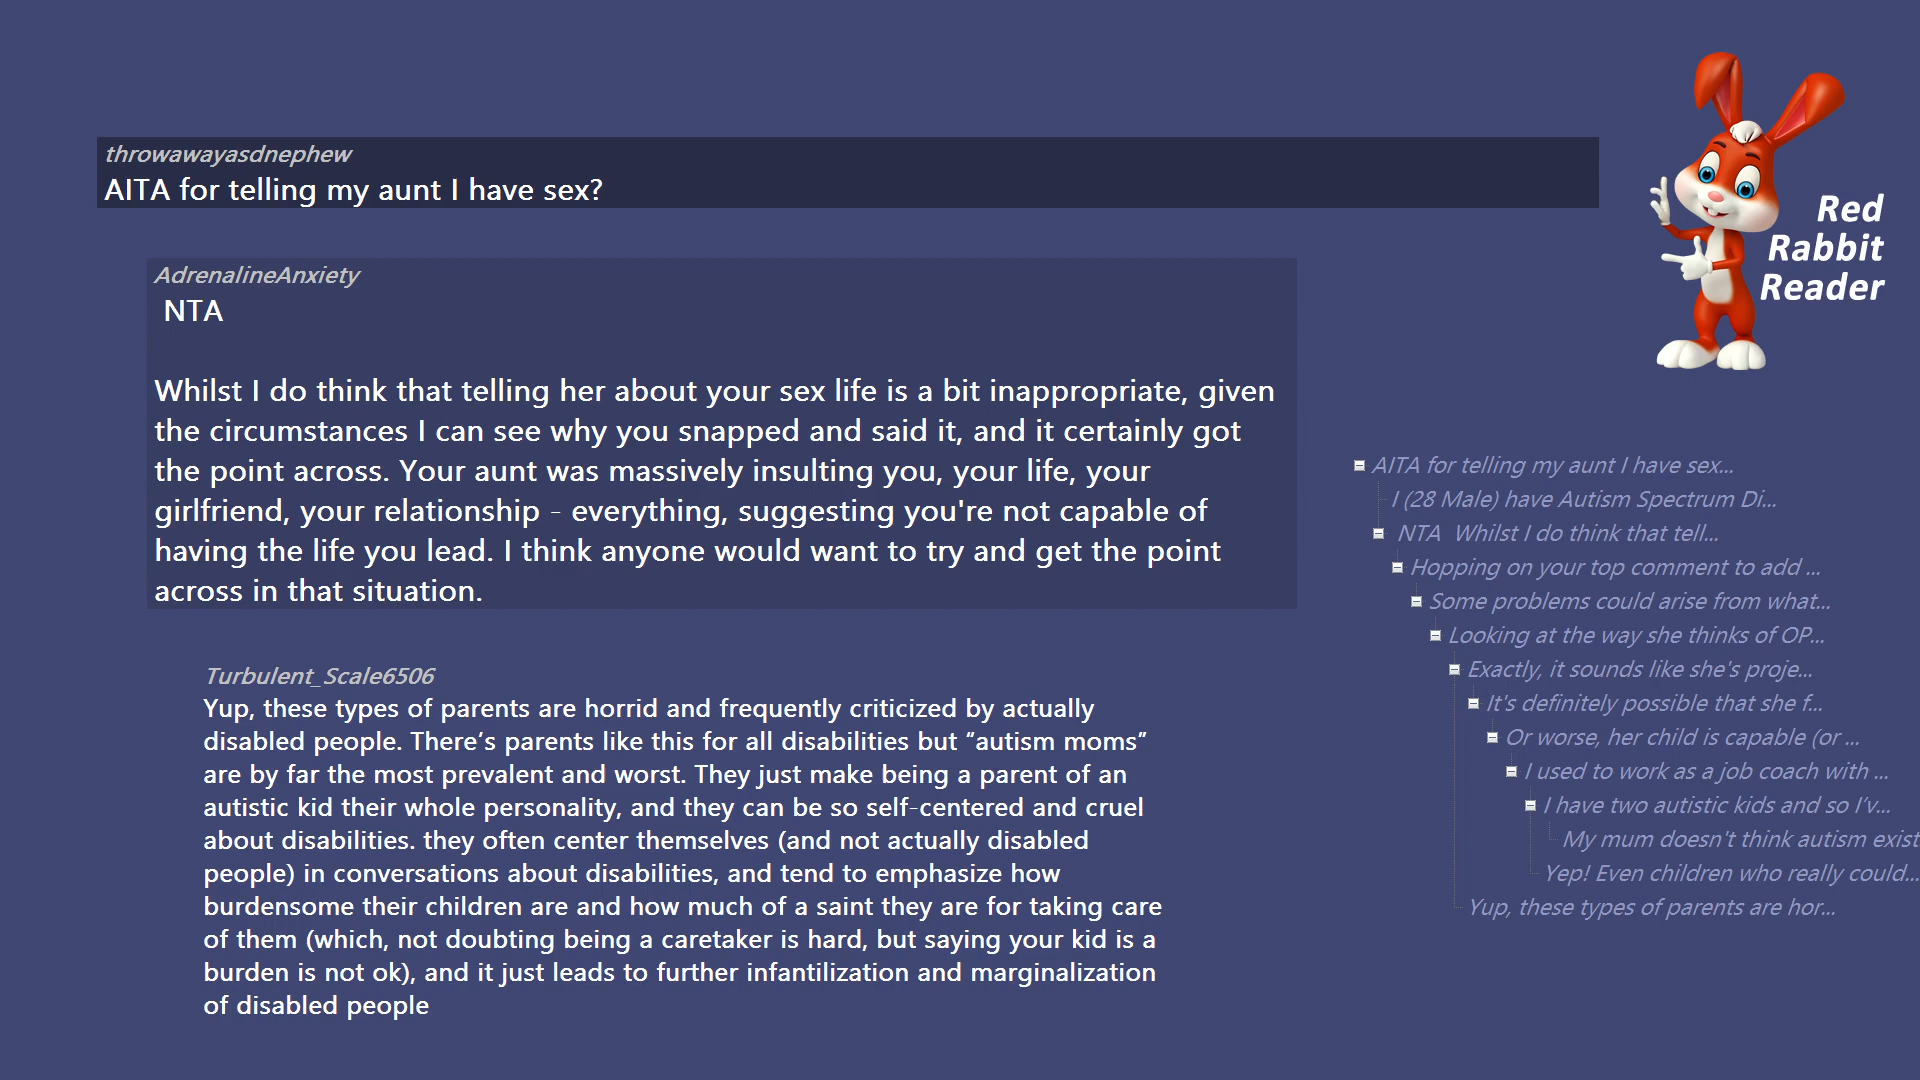 throwawayasdnephew
AITA for telling my aunt I have sex?
AdrenalineAnxiety
NTA
Whilst I do think that telling her about your sex life is a bit inappropriate, given
the circumstances I can see why you snapped and said it, and it certainly got
the point across. Your aunt was massively insulting you, your life, your
girlfriend, your relationship - everything, suggesting you're not capable of
having the life you lead. I think anyone would want to try and get the point
across in that situation.
Turbulent_Scale6506
Yup, these types of parents are horrid and frequently criticized by actually
disabled people. There’s parents like this for all disabilities but “autism moms”
are by far the most prevalent and worst. They just make being a parent of an
autistic kid their whole personality, and they can be so self-centered and cruel
about disabilities. they often center themselves (and not actually disabled
people) in conversations about disabilities, and tend to emphasize how
burdensome their children are and how much of a saint they are for taking care
of them (which, not doubting being a caretaker is hard, but saying your kid is a
burden is not ok), and it just leads to further infantilization and marginalization
of disabled people
Red
Rabbit
Reader
AITA for telling my aunt I have sex...
I (28 Male) have Autism Spectrum Di...
NTA  Whilst I do think that tell...
Hopping on your top comment to add ...
Some problems could arise from what...
Looking at the way she thinks of OP...
Exactly, it sounds like she's proje...
It's definitely possible that she f...
Or worse, her child is capable (or ...
I used to work as a job coach with ...
I have two autistic kids and so I’v...
My mum doesn't think autism exist
Yep! Even children who really could...
Yup, these types of parents are hor...